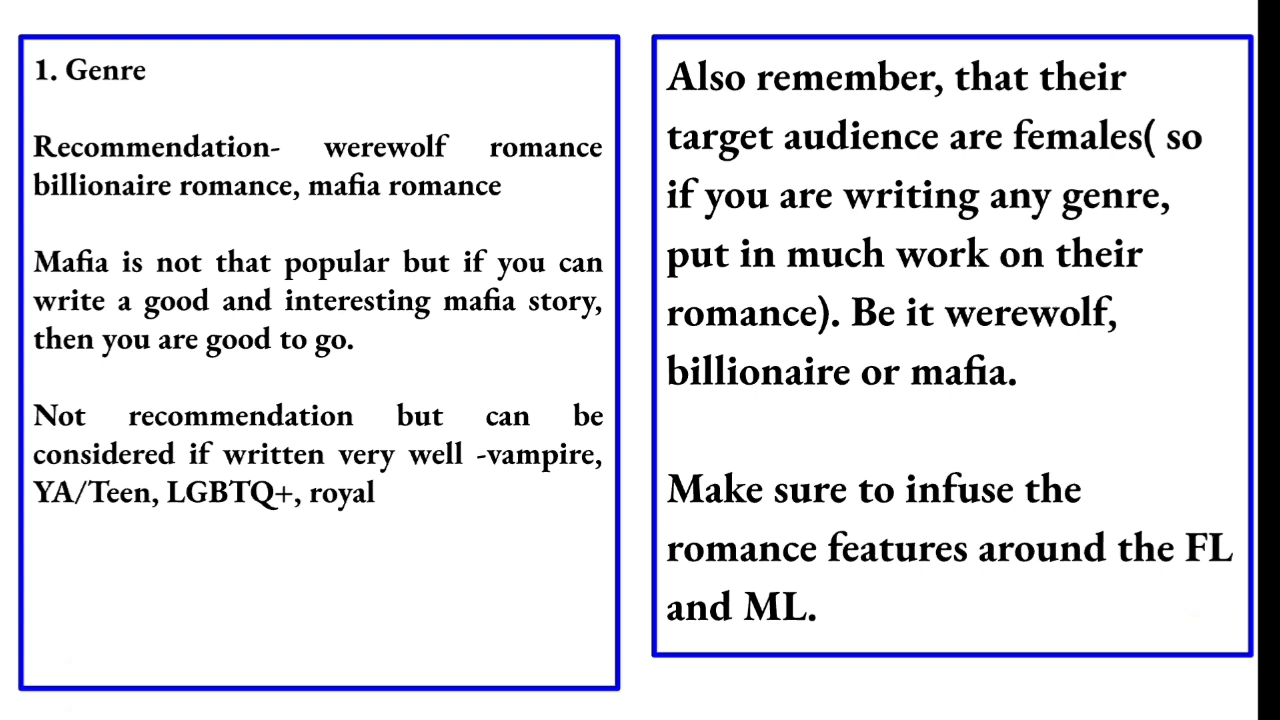 1. Genre
Recommendation- werewolf romance
billionaire romance, mafia romance
Mafia is not that popular but if you can
write a good and interesting mafia story,
then you are good to go.
Not recommendation but can be
considered if written very well -vampire,
YA/Teen, LGBTQ+, royal
Also remember, that their
target audience are females( so
if you are writing any genre,
put in much work on their
romance). Be it werewolf,
billionaire or mafia.
Make sure to infuse the
romance features around the FL
and ML.